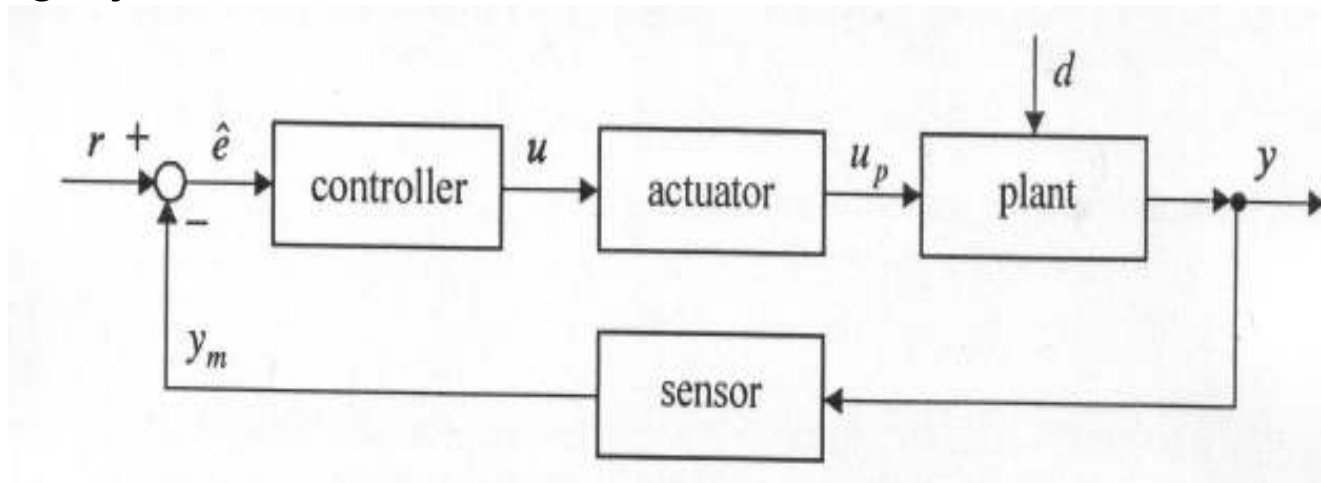 d
r + ê controller u actuator u_p plant y
−
y_m
sensor